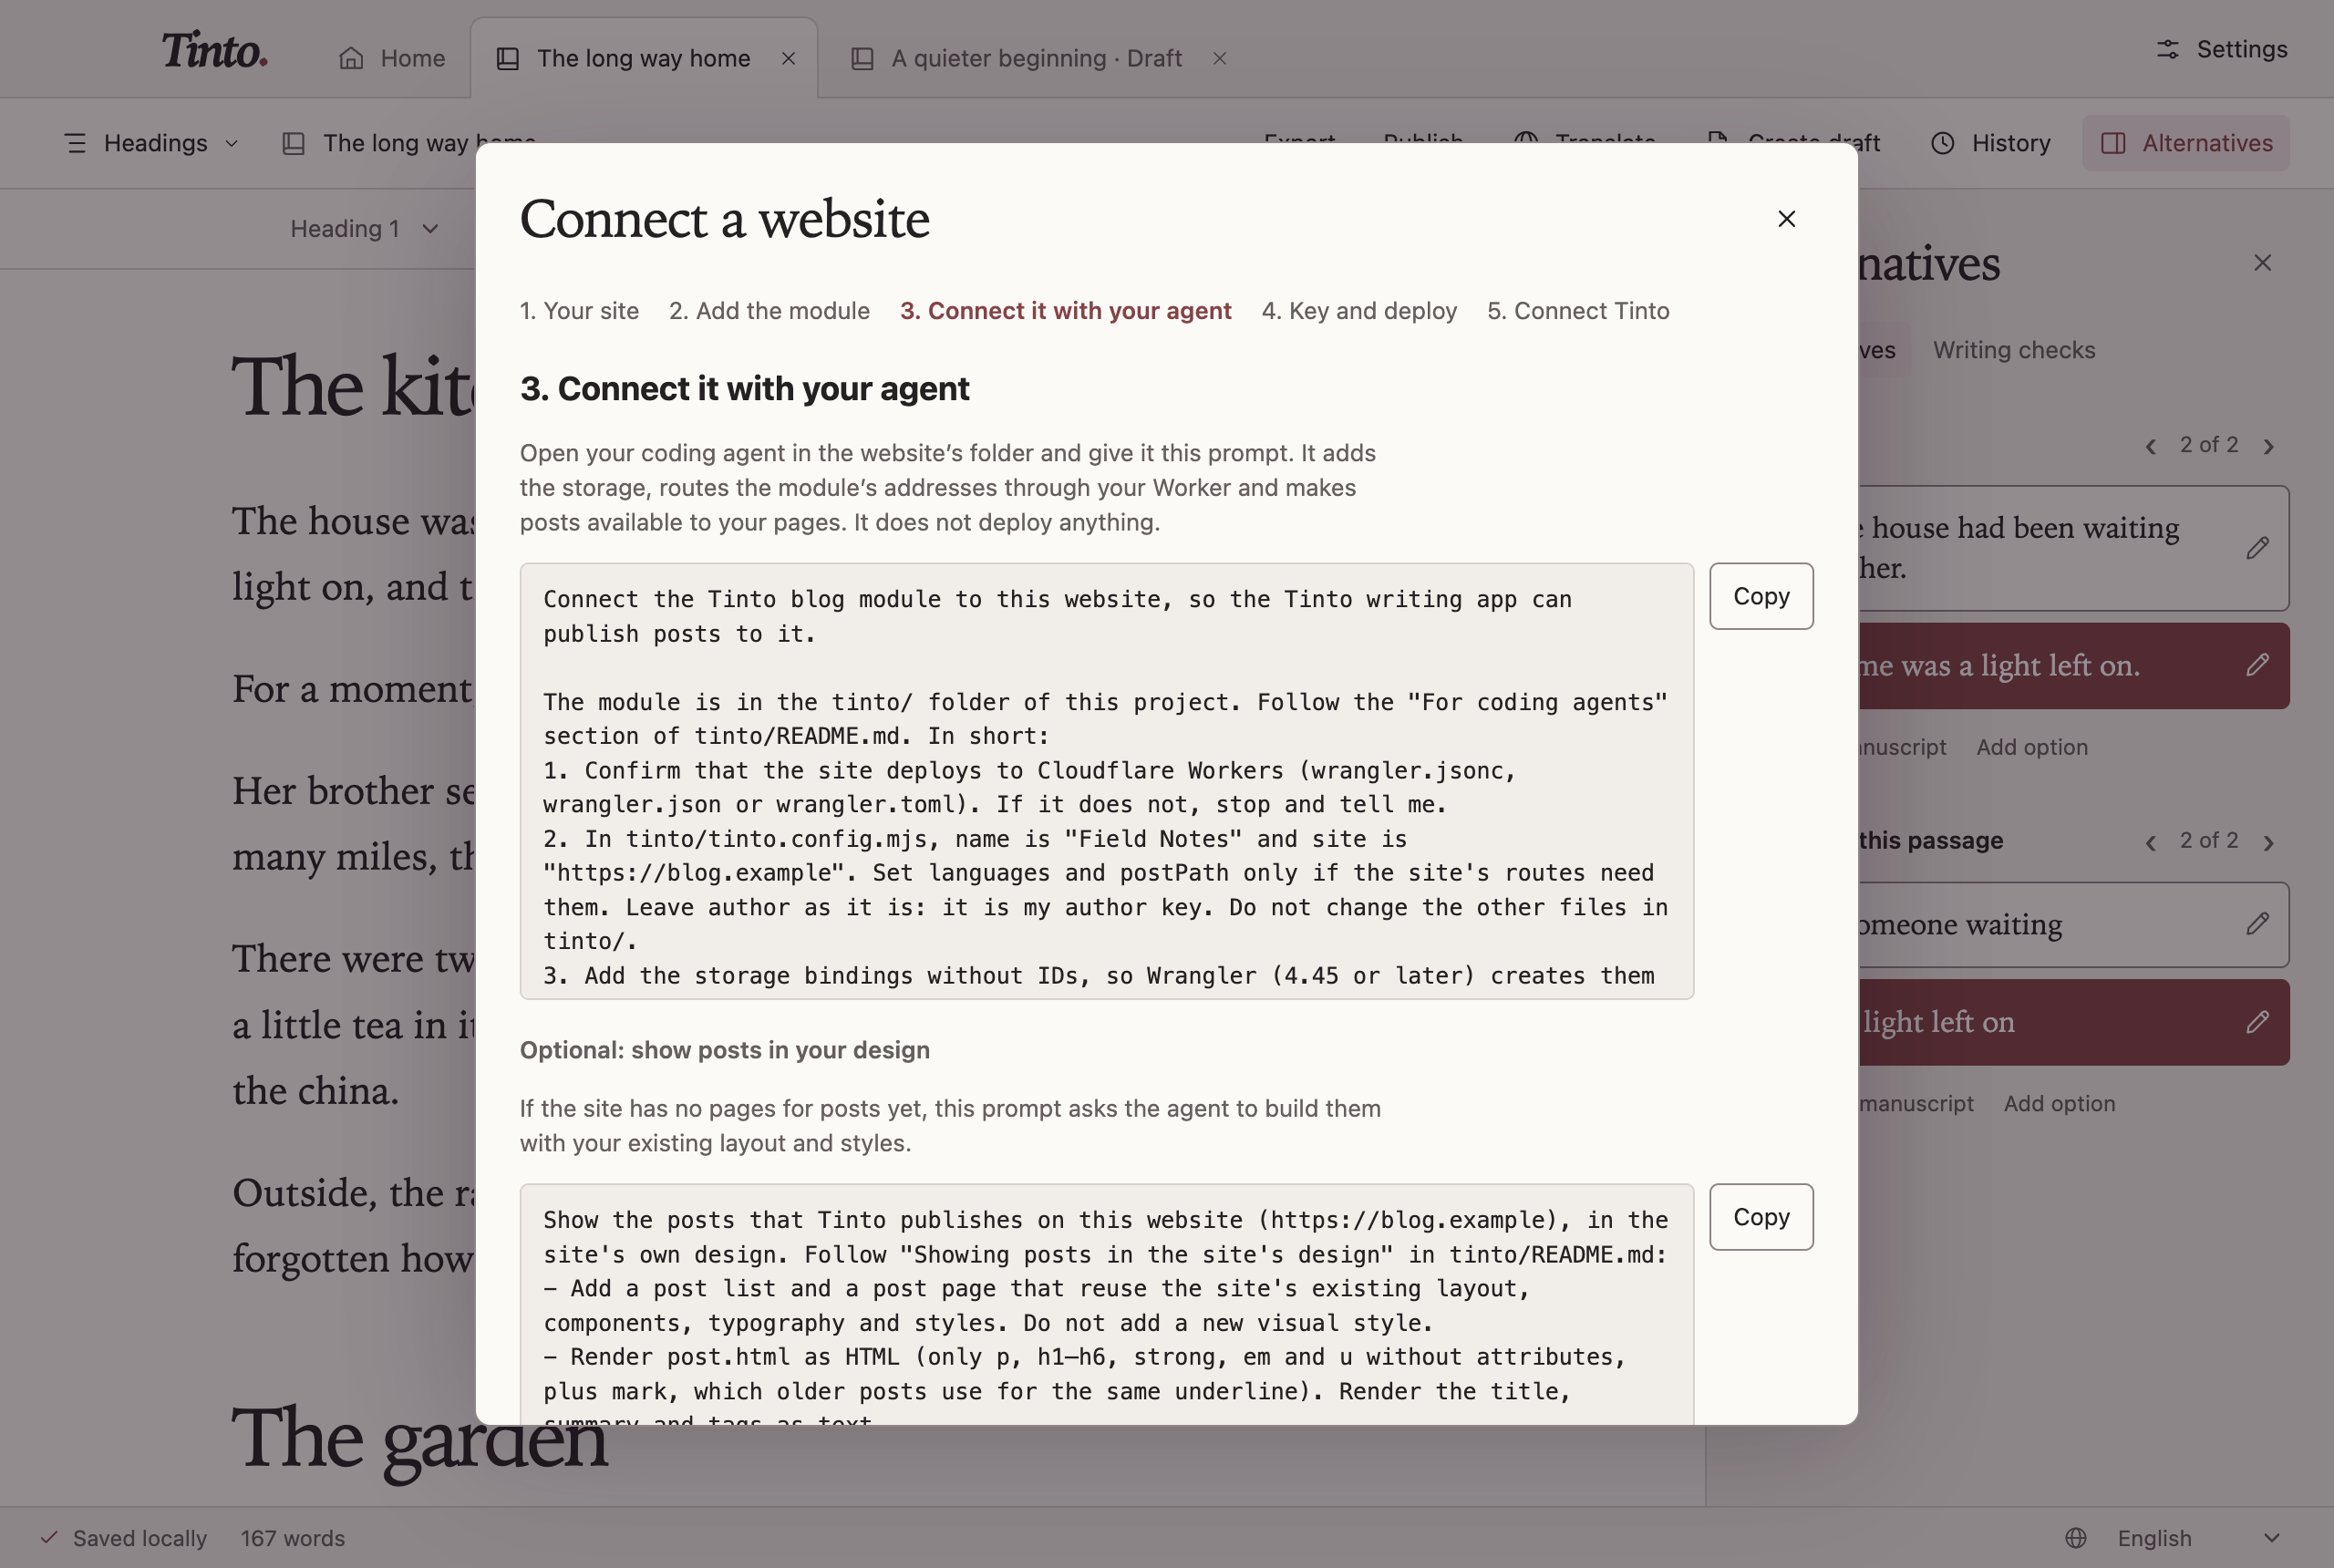 Tinto.
Home
The long way home
A quieter beginning · Draft
Settings
Headings
The long way home
Export
Publish
Translate
Create draft
History
Alternatives
Heading 1
Connect a website
1. Your site
2. Add the module
3. Connect it with your agent
4. Key and deploy
5. Connect Tinto
3. Connect it with your agent
Open your coding agent in the website’s folder and give it this prompt. It adds
the storage, routes the module’s addresses through your Worker and makes
posts available to your pages. It does not deploy anything.
Connect the Tinto blog module to this website, so the Tinto writing app can
publish posts to it.
The module is in the tinto/ folder of this project. Follow the "For coding agents"
section of tinto/README.md. In short:
1. Confirm that the site deploys to Cloudflare Workers (wrangler.jsonc,
wrangler.json or wrangler.toml). If it does not, stop and tell me.
2. In tinto/tinto.config.mjs, name is "Field Notes" and site is
"https://blog.example". Set languages and postPath only if the site's routes need
them. Leave author as it is: it is my author key. Do not change the other files in
tinto/.
3. Add the storage bindings without IDs, so Wrangler (4.45 or later) creates them
Copy
Optional: show posts in your design
If the site has no pages for posts yet, this prompt asks the agent to build them
with your existing layout and styles.
Show the posts that Tinto publishes on this website (https://blog.example), in the
site's own design. Follow "Showing posts in the site's design" in tinto/README.md:
– Add a post list and a post page that reuse the site's existing layout,
components, typography and styles. Do not add a new visual style.
– Render post.html as HTML (only p, h1–h6, strong, em and u without attributes,
plus mark, which older posts use for the same underline). Render the title,
summary and tags as text.
Copy
The
The house was
light on, and
For a moment
Her brother
many miles,
There were
a little tea in
the china.
Outside, the
forgotten how
The garden
Writing checks
2 of 2
house had been waiting
her.
was a light left on.
Add option
this passage
2 of 2
waiting
light left on
manuscript
Add option
Saved locally
167 words
English